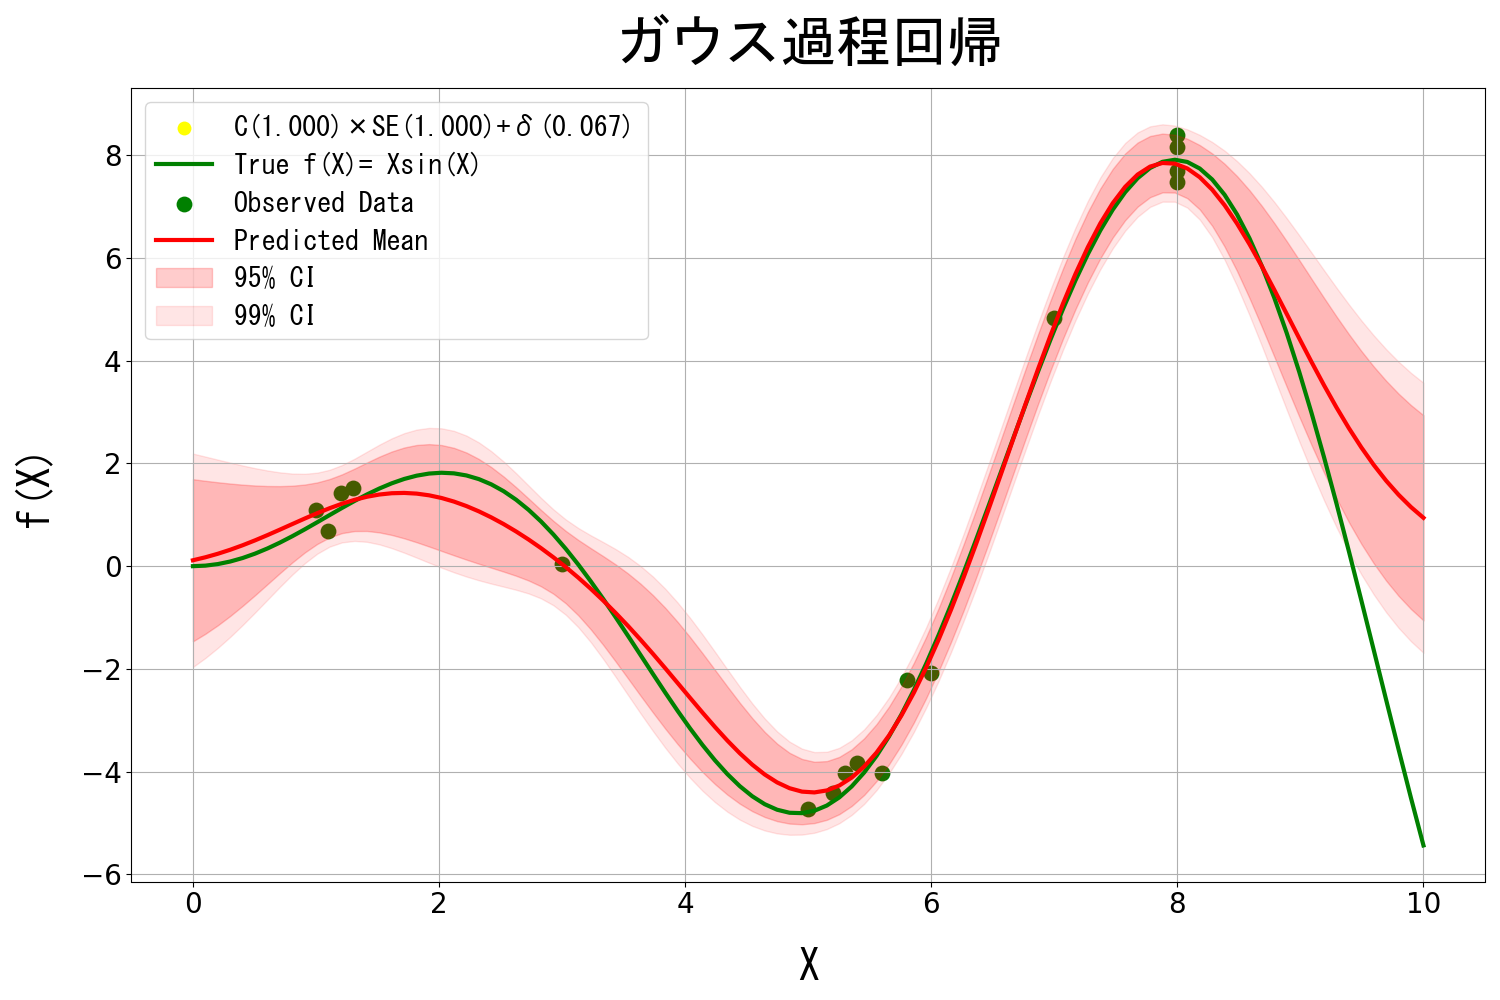 ガウス過程回帰
C(1.000)×SE(1.000)+δ(0.067)
True f(X)= Xsin(X)
Observed Data
Predicted Mean
95% CI
99% CI
f(X)
8
6
4
2
0
−2
−4
−6
0 2 4 6 8 10
X